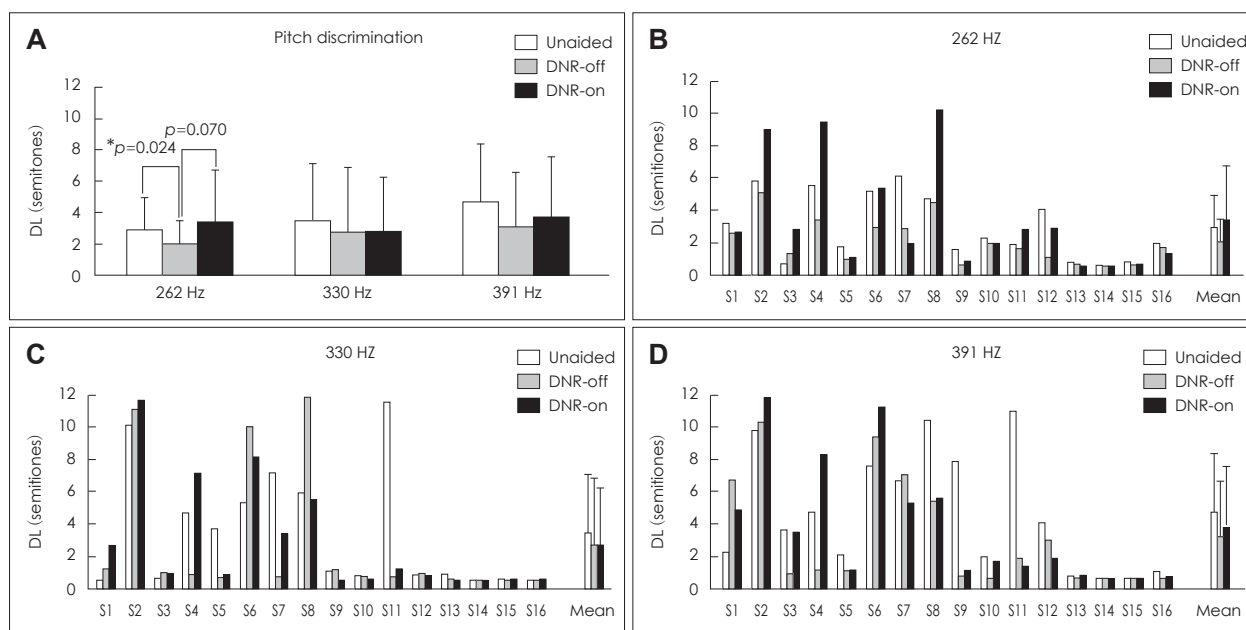 A
Pitch discrimination
Unaided
DNR-off
DNR-on
DL (semitones)
12
10
8
6
4
2
0
*p=0.024
p=0.070
262 Hz 330 Hz 391 Hz
B
262 HZ
Unaided
DNR-off
DNR-on
DL (semitiones)
12
10
8
6
4
2
0
S1 S2 S3 S4 S5 S6 S7 S8 S9 S10 S11 S12 S13 S14 S15 S16 Mean
C
330 HZ
Unaided
DNR-off
DNR-on
DL (semitiones)
12
10
8
6
4
2
0
S1 S2 S3 S4 S5 S6 S7 S8 S9 S10 S11 S12 S13 S15 S16 Mean
D
391 HZ
Unaided
DNR-off
DNR-on
DL (semitiones)
12
10
8
6
4
2
0
S1 S2 S3 S4 S5 S6 S7 S8 S9 S10 S11 S12 S13 S14 S15 S16 Mean